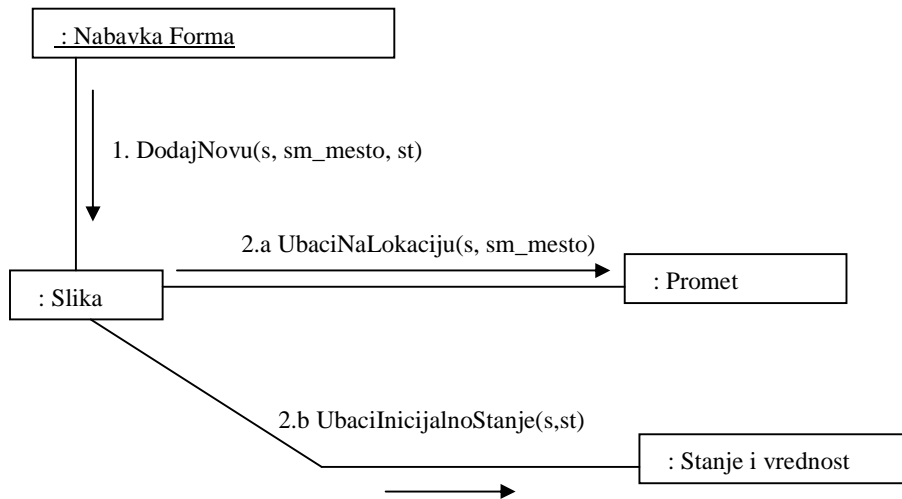 : Nabavka Forma
1. DodajNovu(s, sm_mesto, st)
2.a UbaciNaLokaciju(s, sm_mesto)
: Slika
: Promet
2.b UbaciInicijalnoStanje(s,st)
: Stanje i vrednost